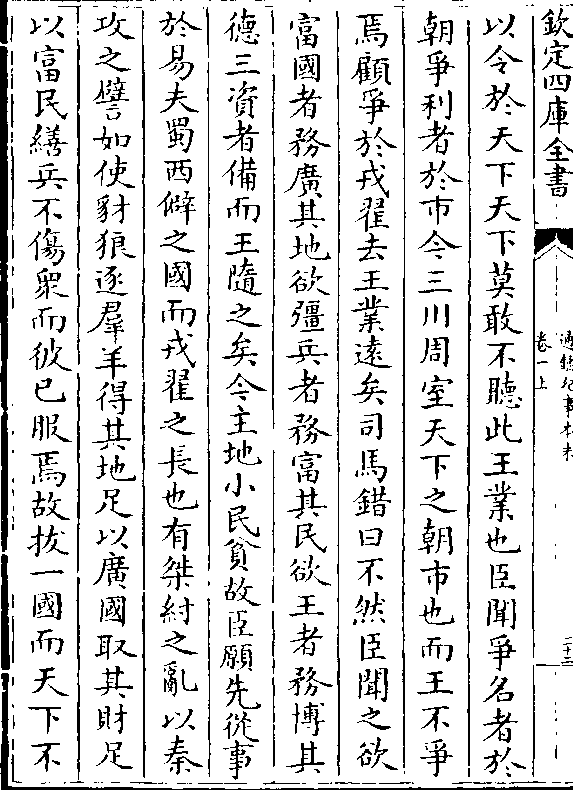 欽定四庫全書
通鑑紀事本末
卷一上
二十三
以令於天下天下莫敢不聽此王業也臣聞爭名者於
朝爭利者於市今三川周室天下之朝市也而王不爭
焉顧爭於戎翟去王業遠矣司馬錯曰不然臣聞之欲
富國者務廣其地欲彊兵者務富其民欲王者務博其
德三資者備而王隨之矣今主地小民貧故臣願先從事
於易夫蜀西僻之國而戎翟之長也有桀紂之亂以秦
攻之譬如使豺狼逐羣羊得其地足以廣國取其財足
以富民繕兵不傷衆而彼已服焉故拔一國而天下不